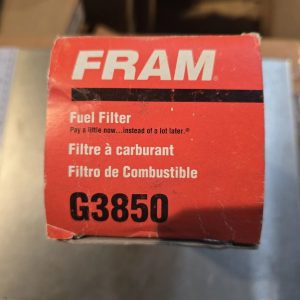 FRAM®
Fuel Filter
Pay a little now...instead of a lot later.®
Filtre à carburant
Filtro de Combustible
G3850